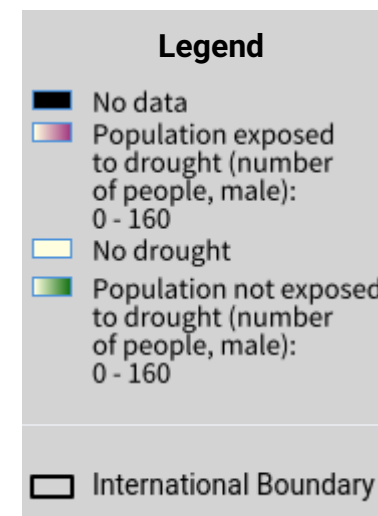 Legend
No data
Population exposed
to drought (number
of people, male):
0 - 160
No drought
Population not exposed
to drought (number
of people, male):
0 - 160
International Boundary